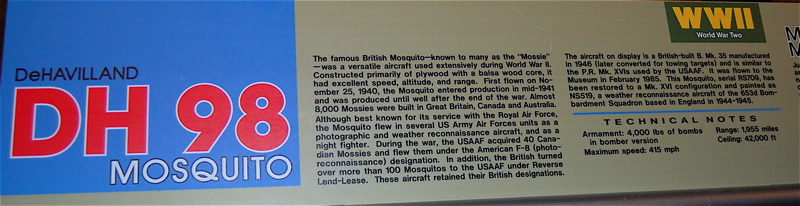 DeHAVILLAND
DH 98
MOSQUITO
The famous British Mosquito—known to many as the "Mossie"
—was a versatile aircraft used extensively during World War II.
Constructed primarily of plywood with a balsa wood core, it
had excellent speed, altitude, and range. First flown on No-
ember 25, 1940, the Mosquito entered production in mid-1941
and was produced until well after the end of the war. Almost
8,000 Mossies were built in Great Britain, Canada and Australia.
Although best known for its service with the Royal Air Force,
the Mosquito flew in several US Army Air Forces units as a
photographic and weather reconnaissance aircraft, and as a
night fighter. During the war, the USAAF acquired 40 Cana-
dian Mossies and flew them under the American F-8 (photo-
reconnaissance) designation. In addition, the British turned
over more than 100 Mosquitos to the USAAF under Reverse
Lend-Lease. These aircraft retained their British designations.
WWII
World War Two
The aircraft on display is a British-built B. Mk. 35 manufactured
in 1946 (later converted for towing targets) and is similar to
the P.R. Mk. XVIs used by the USAAF. It was flown to the
Museum in February 1985. This Mosquito, serial RS709, has
been restored to a Mk. XVI configuration and painted as
NS519, a weather reconnaissance aircraft of the 653d Bom-
bardment Squadron based in England in 1944-1945.
TECHNICAL NOTES
Armament: 4,000 lbs of bombs
in bomber version
Maximum speed: 415 mph
Range: 1,955 miles
Ceiling: 42,000 ft